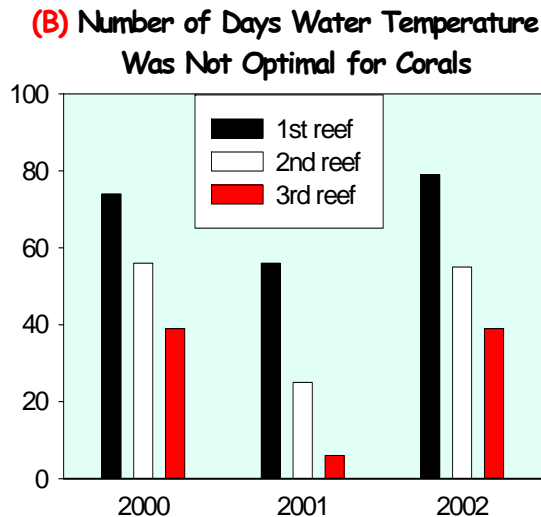 (B) Number of Days Water Temperature
Was Not Optimal for Corals
100
80
60
40
20
0
1st reef
2nd reef
3rd reef
2000 2001 2002